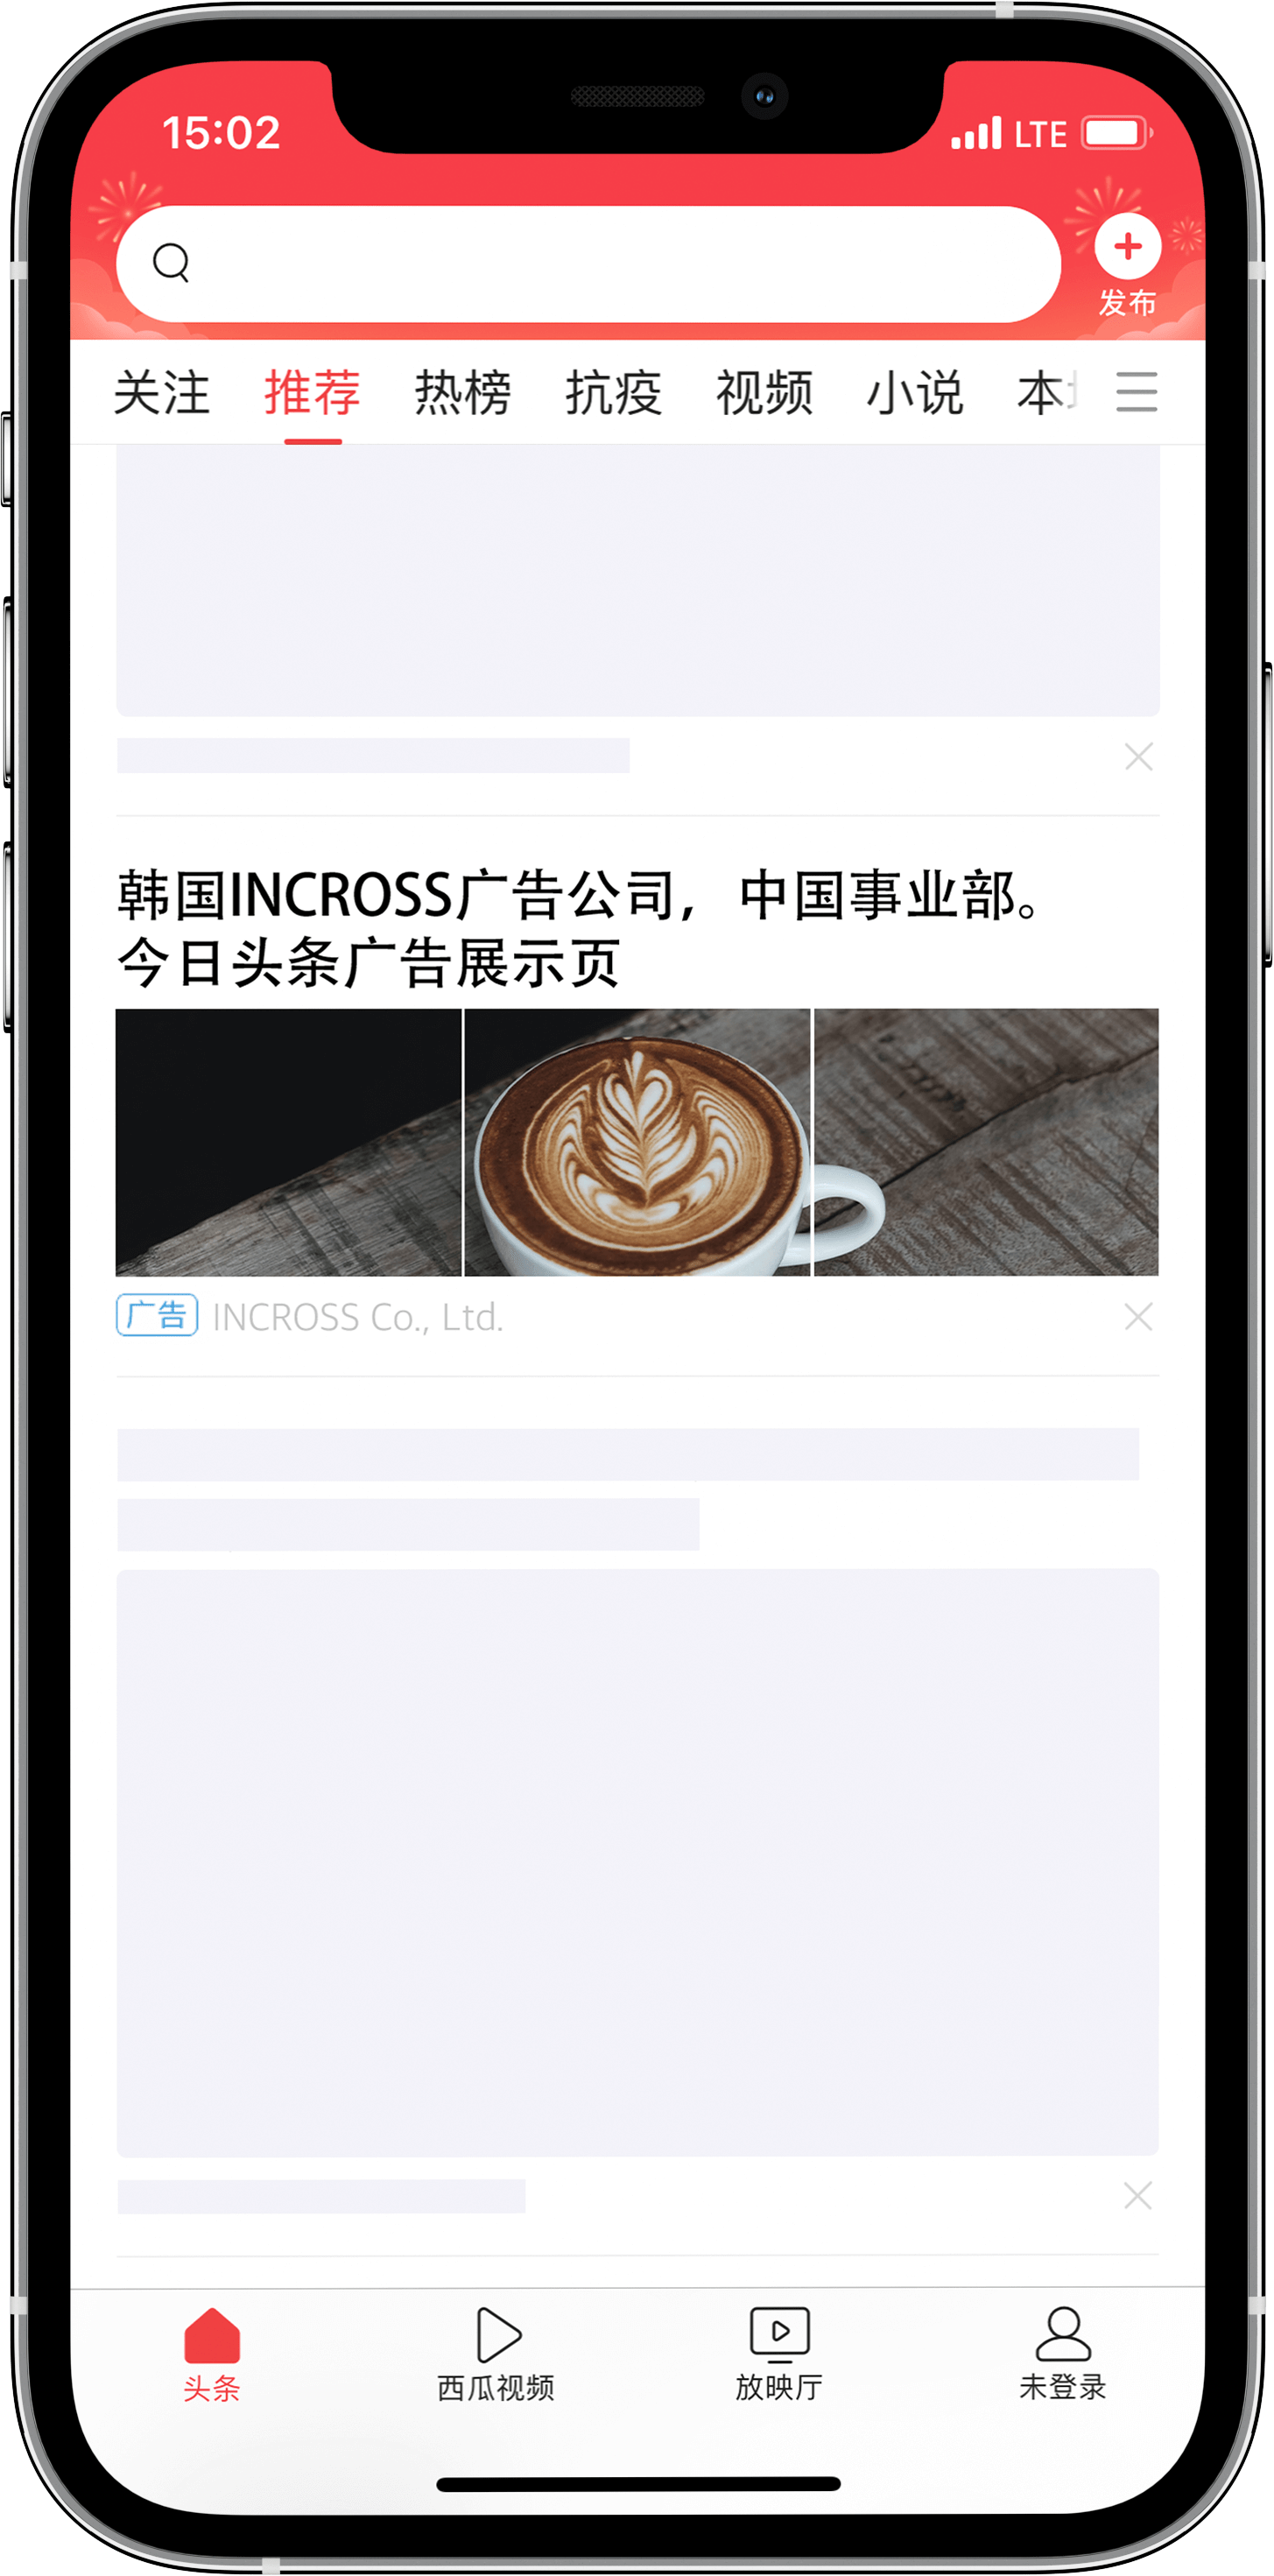 15:02 LTE
发布
关注 推荐 热榜 抗疫 视频 小说 本
韩国INCROSS广告公司，中国事业部。
今日头条广告展示页
广告 INCROSS Co., Ltd.
头条 西瓜视频 放映厅 未登录